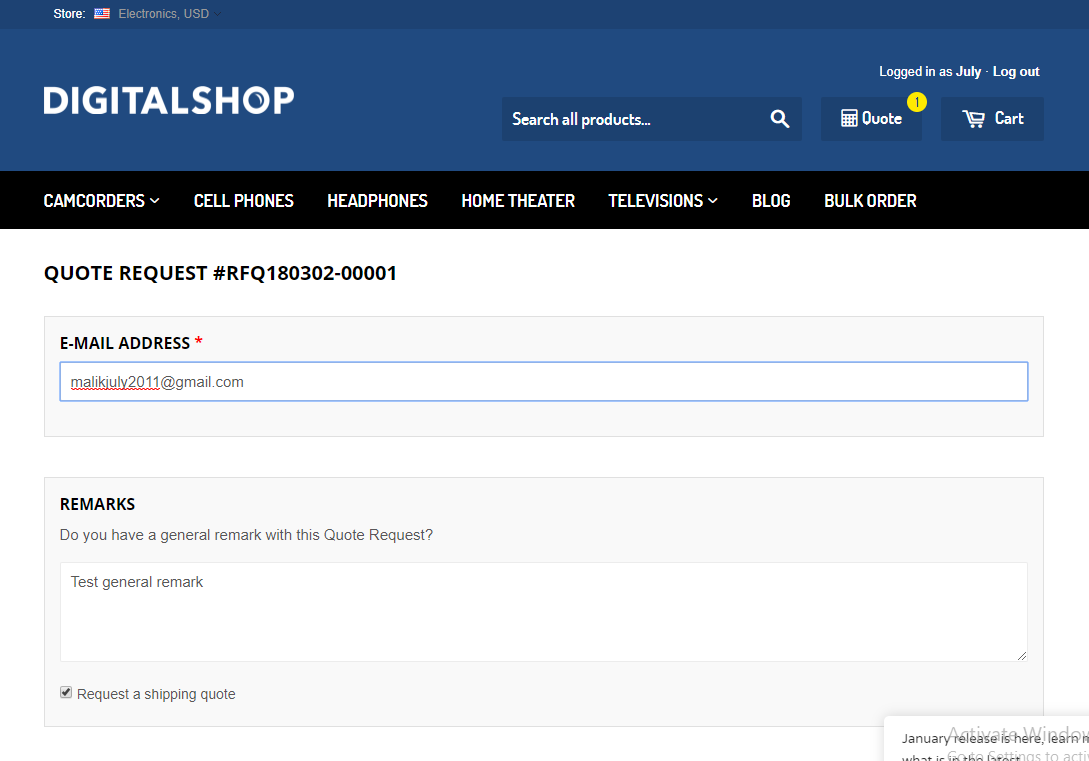 Store: Electronics, USD
Logged in as July · Log out
DIGITALSHOP
Search all products...
Quote
1
Cart
CAMCORDERS CELL PHONES HEADPHONES HOME THEATER TELEVISIONS BLOG BULK ORDER
QUOTE REQUEST #RFQ180302-00001
E-MAIL ADDRESS *
malikjuly2011@gmail.com
REMARKS
Do you have a general remark with this Quote Request?
Test general remark
Request a shipping quote
Activate Windo
January release is here, learn
Go to Settings to acti
what is in the latest